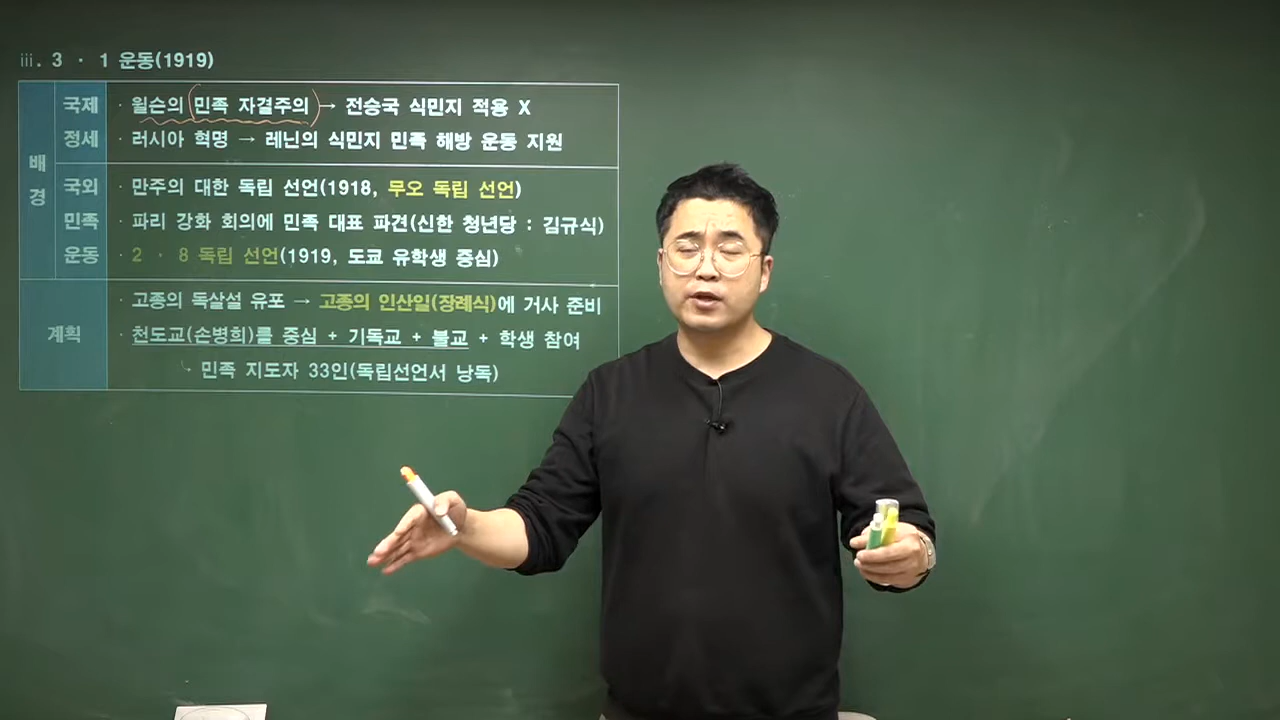 ⅲ. 3 · 1 운동(1919)
배경
국제 정세
· 윌슨의 민족 자결주의 → 전승국 식민지 적용 X
· 러시아 혁명 → 레닌의 식민지 민족 해방 운동 지원
국외 민족 운동
· 만주의 대한 독립 선언(1918, 무오 독립 선언)
· 파리 강화 회의에 민족 대표 파견(신한 청년당 : 김규식)
· 2 · 8 독립 선언(1919, 도쿄 유학생 중심)
계획
· 고종의 독살설 유포 → 고종의 인산일(장례식)에 거사 준비
· 천도교(손병희)를 중심 + 기독교 + 불교 + 학생 참여
↳ 민족 지도자 33인(독립선언서 낭독)